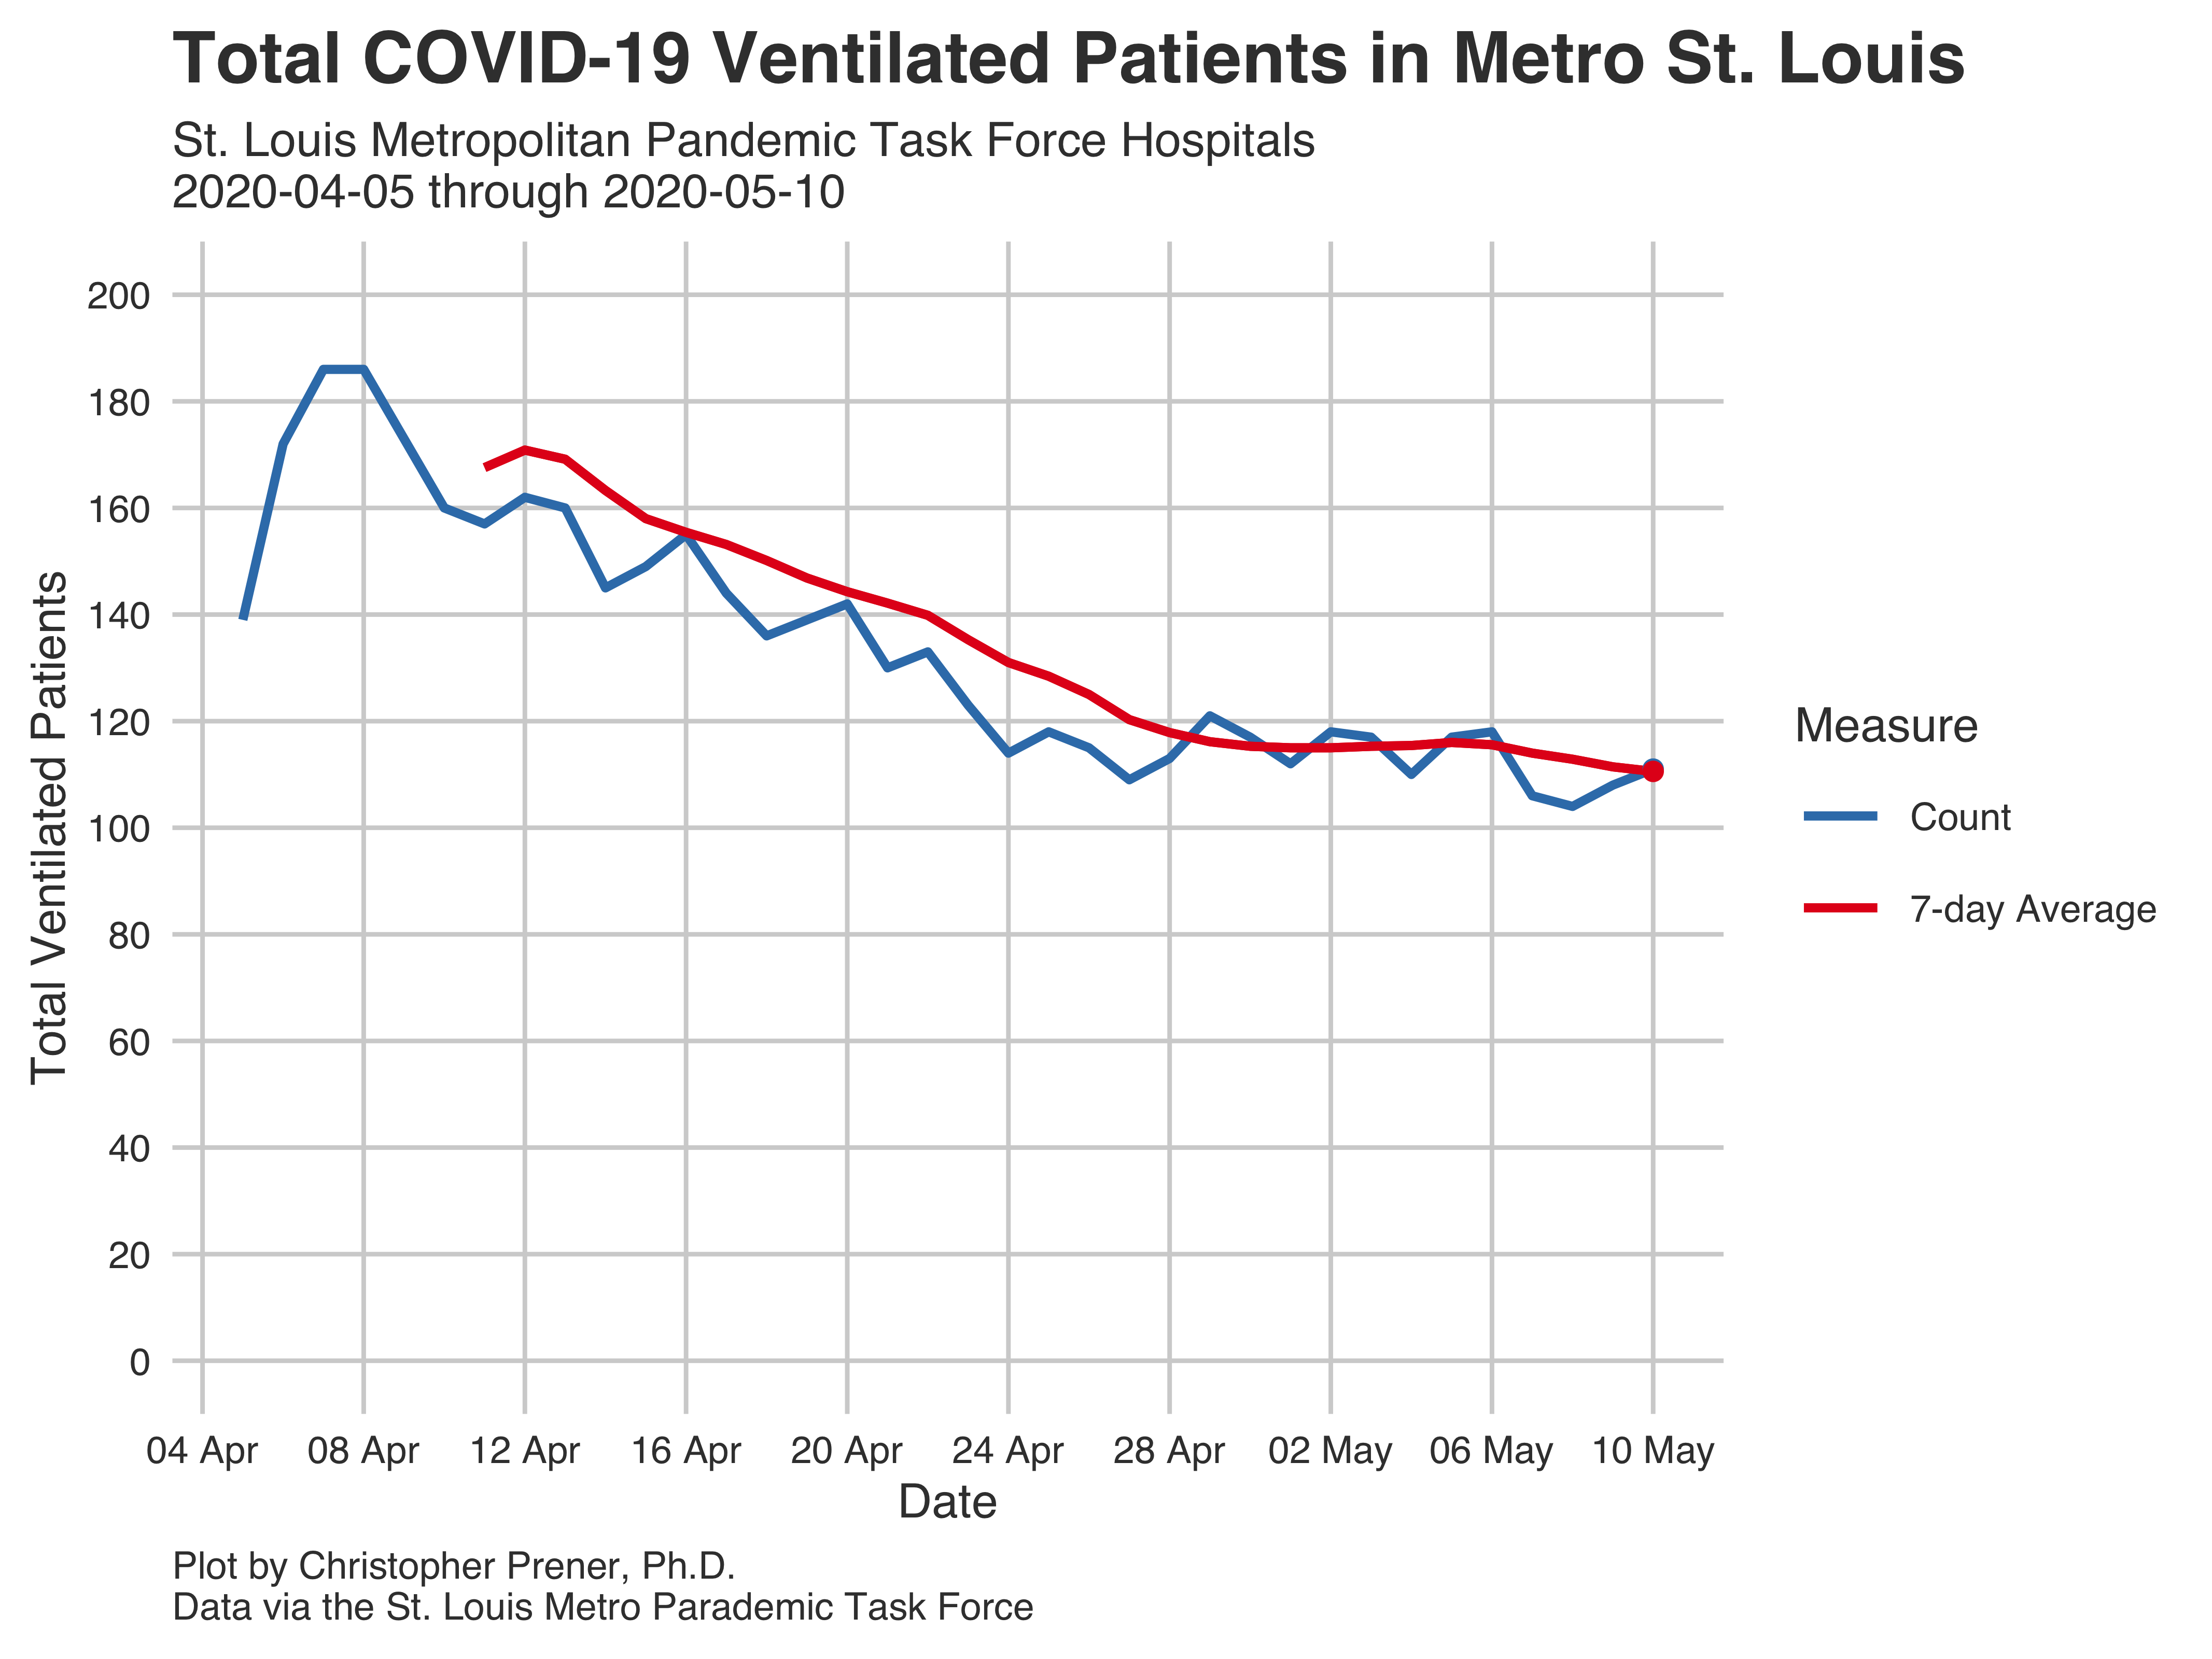 Total COVID-19 Ventilated Patients in Metro St. Louis
St. Louis Metropolitan Pandemic Task Force Hospitals
2020-04-05 through 2020-05-10
Total Ventilated Patients
200
180
160
140
120
100
80
60
40
20
0
04 Apr 08 Apr 12 Apr 16 Apr 20 Apr 24 Apr 28 Apr 02 May 06 May 10 May
Date
Measure
Count
7-day Average
Plot by Christopher Prener, Ph.D.
Data via the St. Louis Metro Parademic Task Force